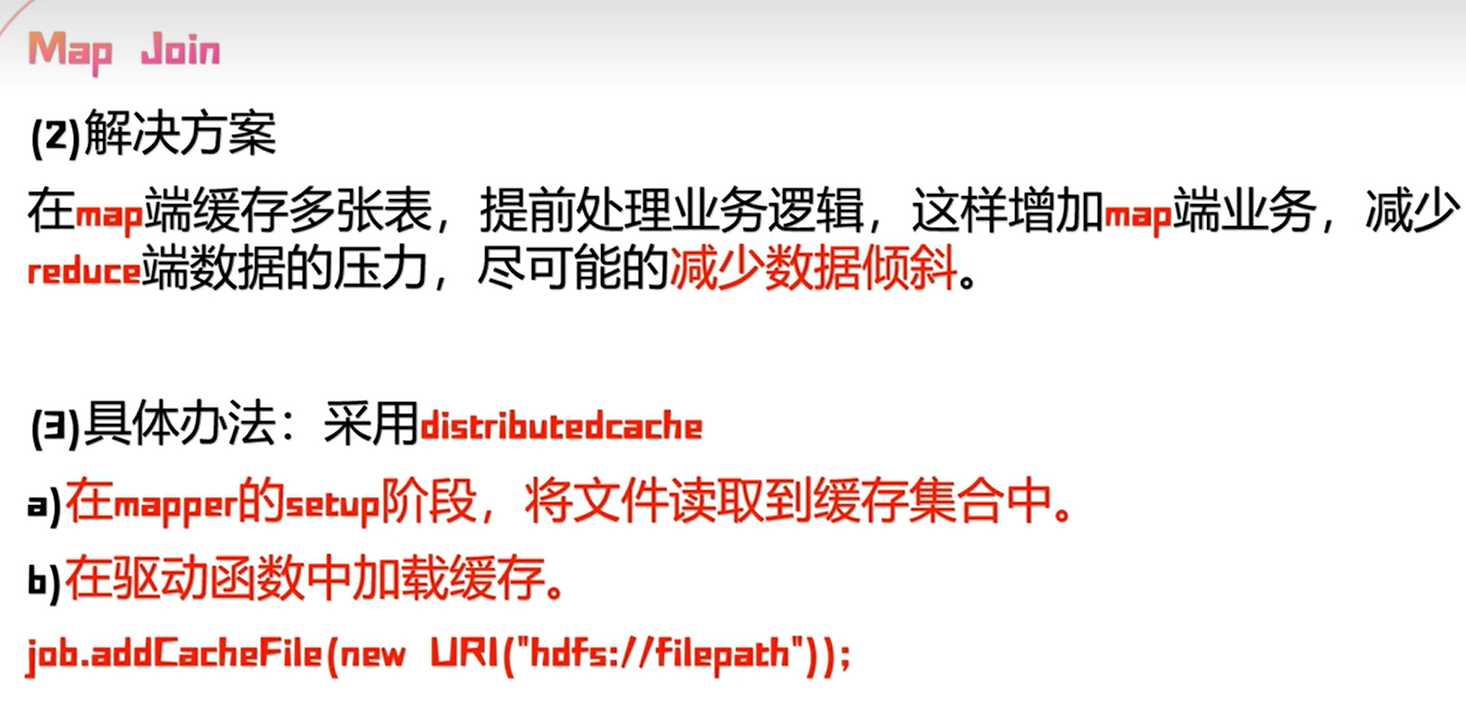 Map Join
(2)解决方案
在map端缓存多张表，提前处理业务逻辑，这样增加map端业务，减少
reduce端数据的压力，尽可能的减少数据倾斜。
(3)具体办法：采用distributedcache
a)在mapper的setup阶段，将文件读取到缓存集合中。
b)在驱动函数中加载缓存。
job.addCacheFile(new URI("hdfs://filepath"));